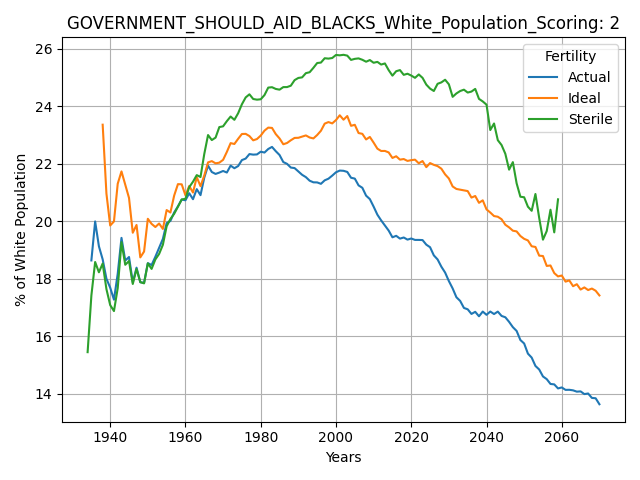 GOVERNMENT_SHOULD_AID_BLACKS_White_Population_Scoring: 2
Fertility
Actual
Ideal
Sterile
% of White Population
26
24
22
20
18
16
14
1940
1960
1980
2000
2020
2040
2060
Years